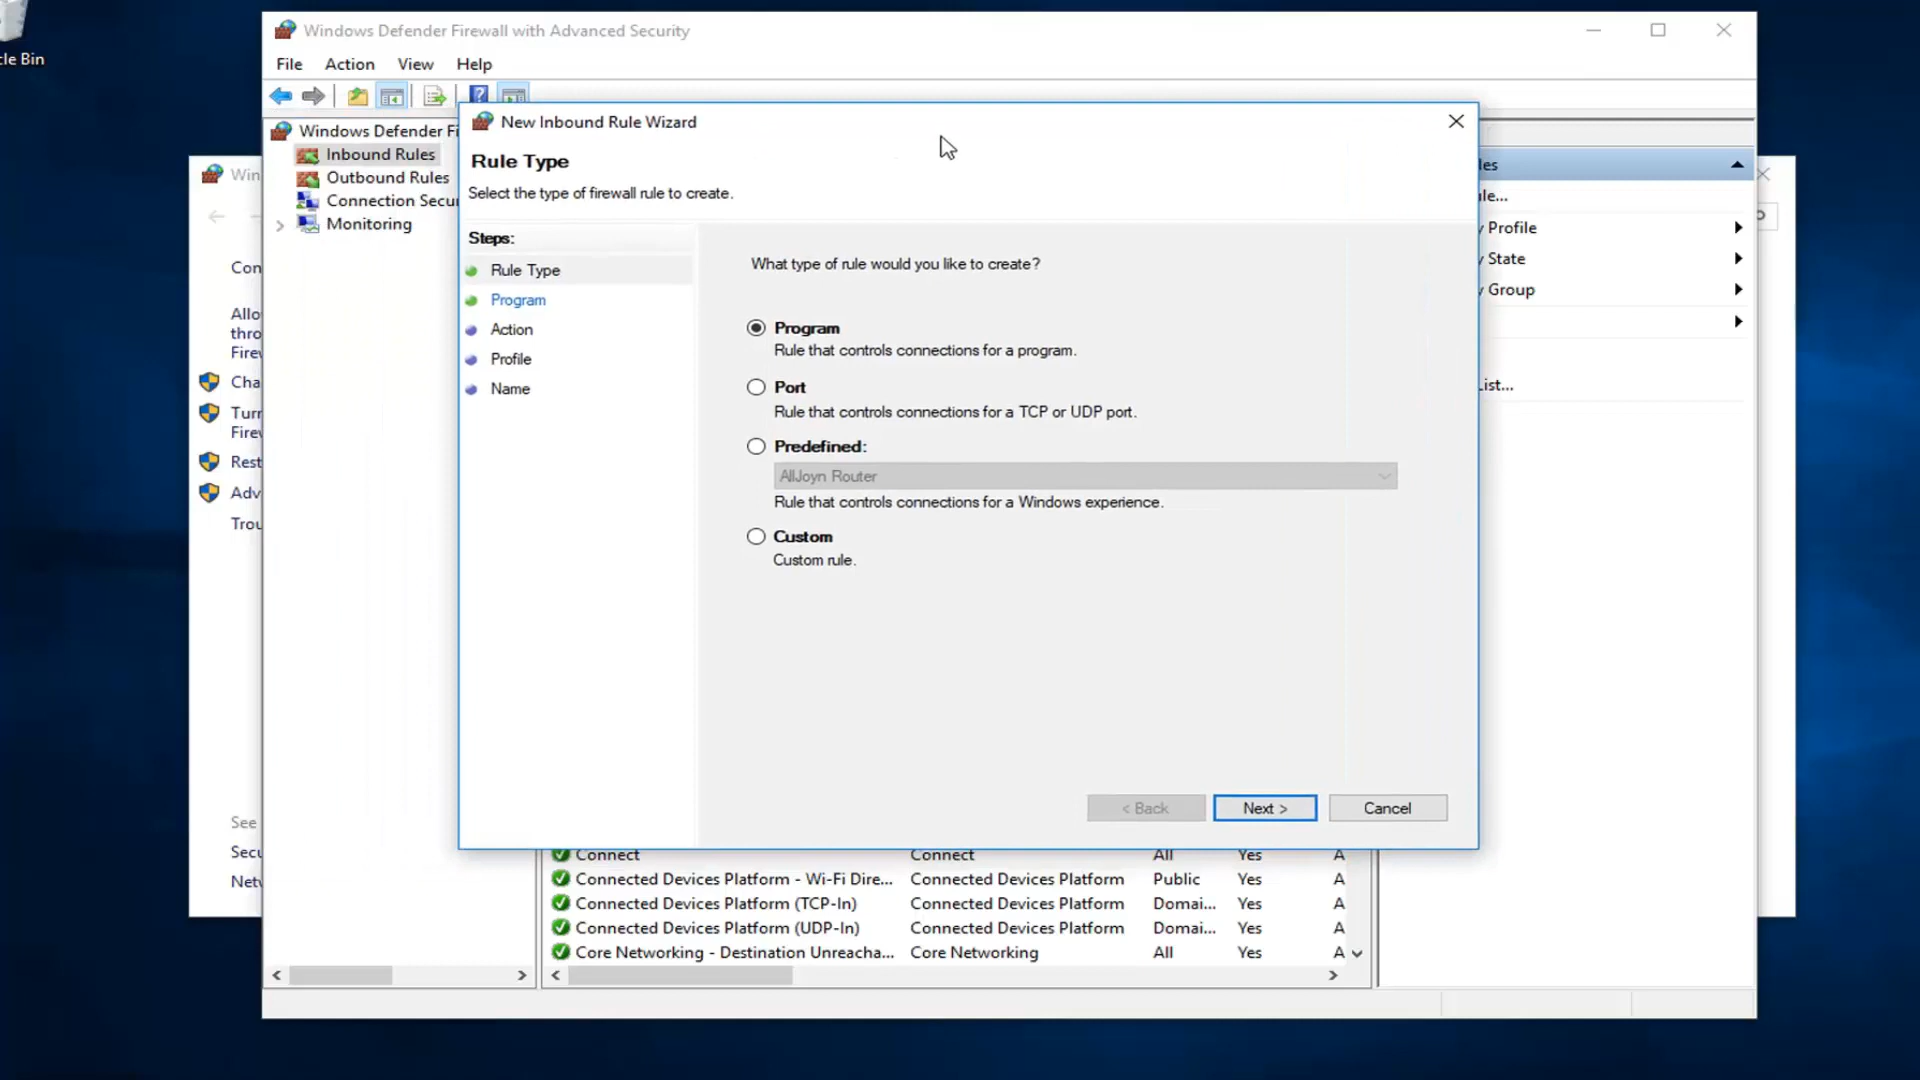 cle Bin
Windows Defender Firewall with Advanced Security
File Action View Help
Windows Defender Fi
Inbound Rules
Outbound Rules
Connection Secu
Monitoring
Win
Con
Allo
throu
Firew
Cha
Turr
Firew
Rest
Adv
Trou
See
Secu
Netw
New Inbound Rule Wizard
Rule Type
Select the type of firewall rule to create.
Steps:
Rule Type
Program
Action
Profile
Name
What type of rule would you like to create?
Program
Rule that controls connections for a program.
Port
Rule that controls connections for a TCP or UDP port.
Predefined:
AllJoyn Router
Rule that controls connections for a Windows experience.
Custom
Custom rule.
< Back Next > Cancel
les
ule...
y Profile
y State
y Group
List...
Connect Connect All Yes A
Connected Devices Platform - Wi-Fi Dire... Connected Devices Platform Public Yes A
Connected Devices Platform (TCP-In) Connected Devices Platform Domai... Yes A
Connected Devices Platform (UDP-In) Connected Devices Platform Domai... Yes A
Core Networking - Destination Unreacha... Core Networking All Yes A